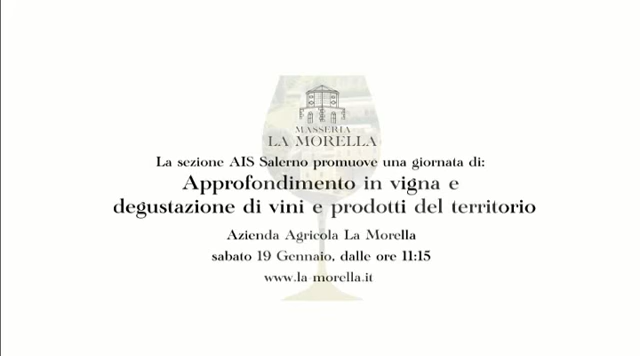 MASSERIA
LA MORELLA
La sezione AIS Salerno promuove una giornata di:
Approfondimento in vigna e
degustazione di vini e prodotti del territorio
Azienda Agricola La Morella
sabato 19 Gennaio, dalle ore 11:15
www.la morella.it